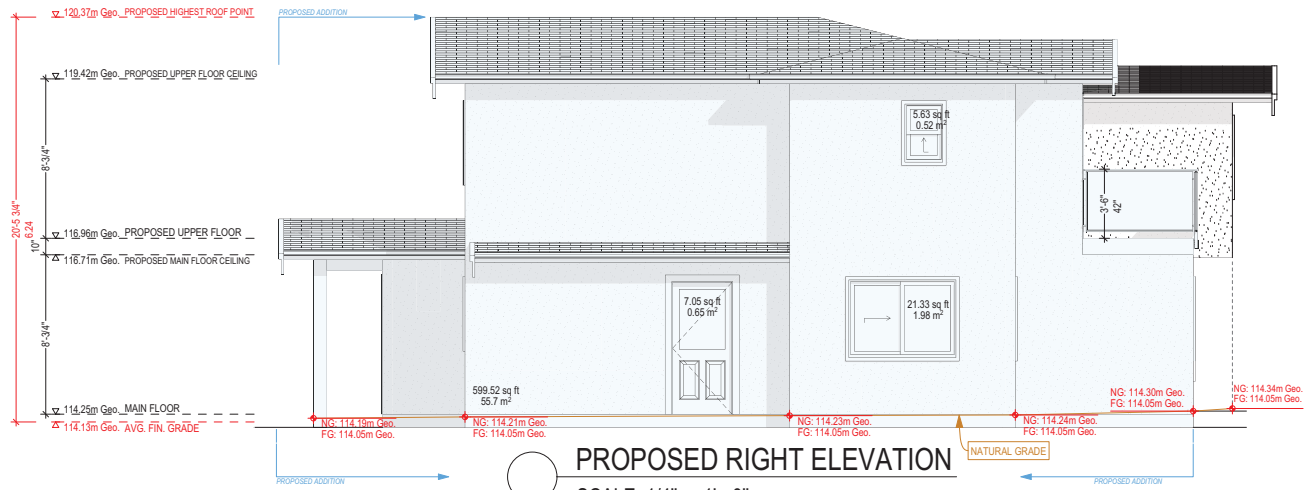 120.37m Geo. PROPOSED HIGHEST ROOF POINT
PROPOSED ADDITION
119.42m Geo. PROPOSED UPPER FLOOR CEILING
5.63 sq ft
0.52 m²
8'-3/4"
3'-6"
42"
20'-5 3/4"
6.24
116.96m Geo. PROPOSED UPPER FLOOR
10"
116.71m Geo. PROPOSED MAIN FLOOR CEILING
7.05 sq ft
0.65 m²
21.33 sq ft
1.98 m²
8'-3/4"
599.52 sq ft
55.7 m²
114.25m Geo. MAIN FLOOR
114.13m Geo. AVG. FIN. GRADE
NG: 114.19m Geo.
FG: 114.05m Geo.
NG: 114.21m Geo.
FG: 114.05m Geo.
NG: 114.23m Geo.
FG: 114.05m Geo.
NG: 114.24m Geo.
FG: 114.05m Geo.
NG: 114.30m Geo.
FG: 114.05m Geo.
NG: 114.34m Geo.
FG: 114.05m Geo.
NATURAL GRADE
PROPOSED RIGHT ELEVATION
PROPOSED ADDITION
PROPOSED ADDITION